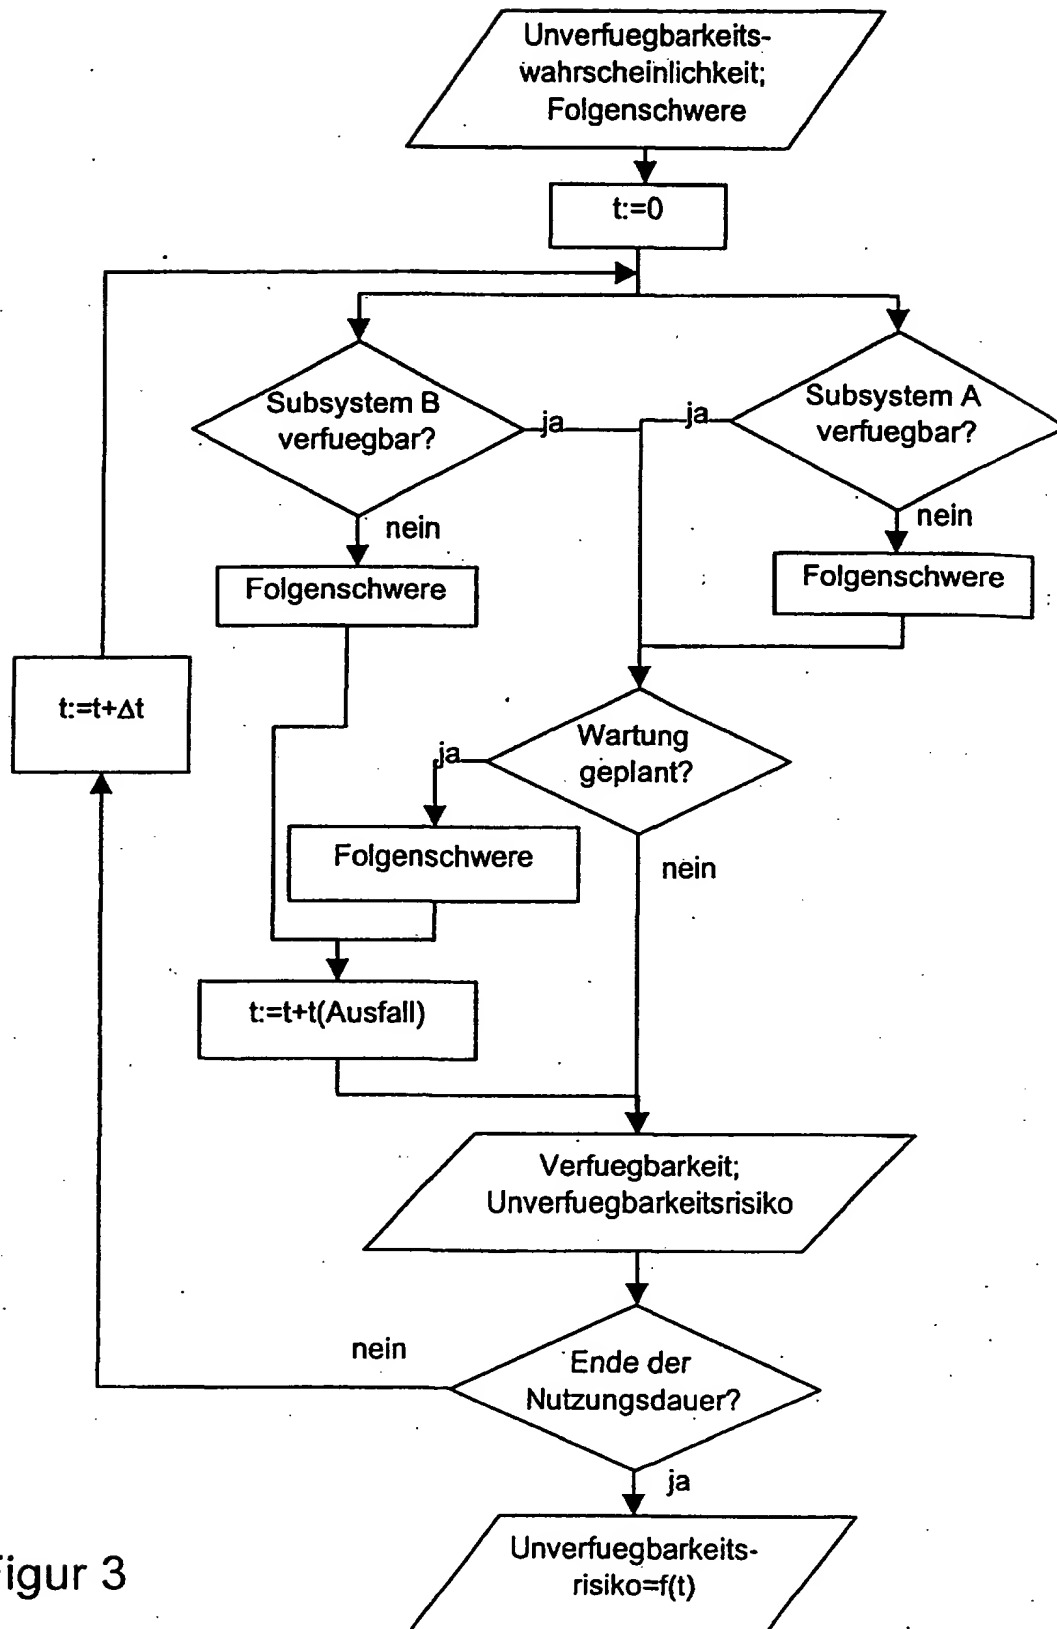 Unverfuegbarkeits-
wahrscheinlichkeit;
Folgenschwere
t:=0
Subsystem B
verfuegbar?
ja
nein
Subsystem A
verfuegbar?
ja
nein
Folgenschwere
Folgenschwere
t:=t+Δt
Wartung
geplant?
ja
nein
Folgenschwere
t:=t+t(Ausfall)
Verfuegbarkeit;
Unverfuegbarkeitsrisiko
nein
Ende der
Nutzungsdauer?
ja
Unverfuegbarkeits-
risiko=f(t)
igur 3